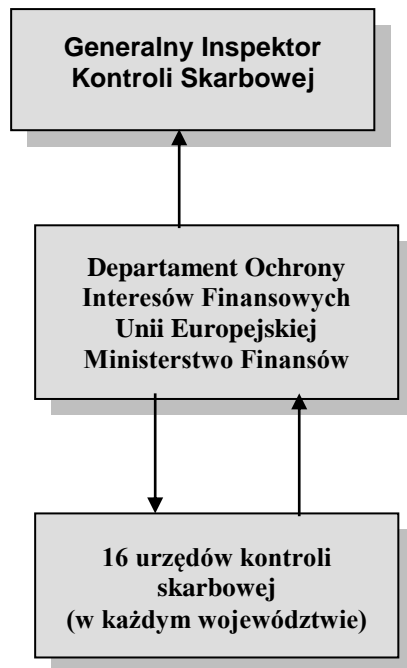 Generalny Inspektor
Kontroli Skarbowej
Departament Ochrony
Interesów Finansowych
Unii Europejskiej
Ministerstwo Finansów
16 urzędów kontroli
skarbowej
(w każdym województwie)